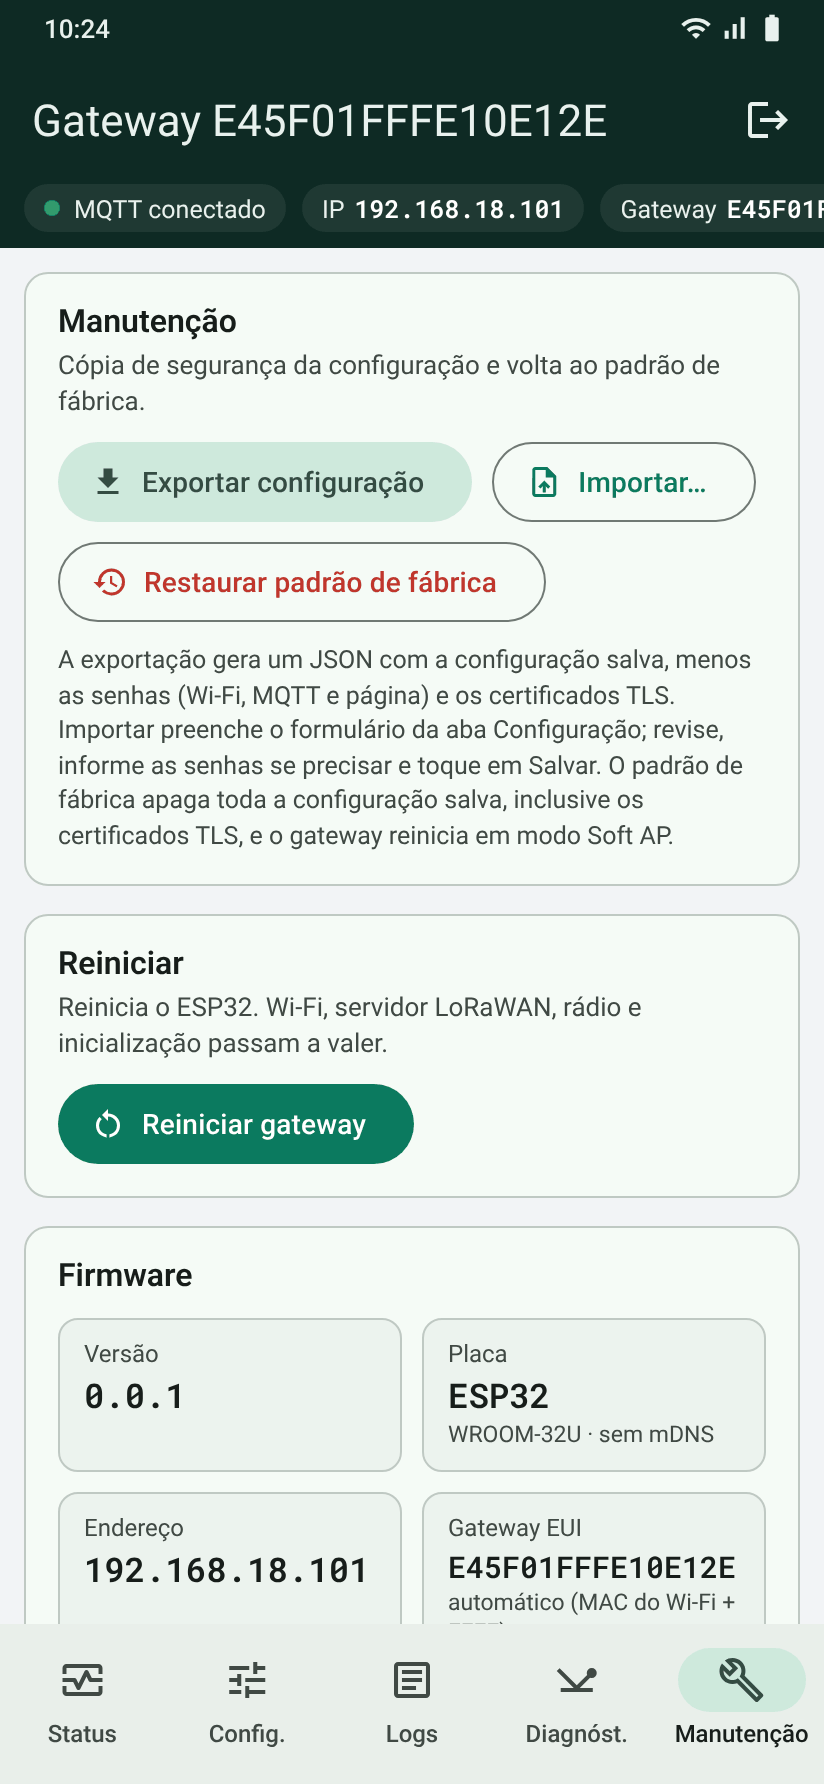 10:24
Gateway E45F01FFFE10E12E
MQTT conectado
IP 192.168.18.101
Gateway E45F01F
Manutenção
Cópia de segurança da configuração e volta ao padrão de
fábrica.
Exportar configuração
Importar...
Restaurar padrão de fábrica
A exportação gera um JSON com a configuração salva, menos
as senhas (Wi-Fi, MQTT e página) e os certificados TLS.
Importar preenche o formulário da aba Configuração; revise,
informe as senhas se precisar e toque em Salvar. O padrão de
fábrica apaga toda a configuração salva, inclusive os
certificados TLS, e o gateway reinicia em modo Soft AP.
Reiniciar
Reinicia o ESP32. Wi-Fi, servidor LoRaWAN, rádio e
inicialização passam a valer.
Reiniciar gateway
Firmware
Versão
0.0.1
Placa
ESP32
WROOM-32U · sem mDNS
Endereço
192.168.18.101
Gateway EUI
E45F01FFFE10E12E
automático (MAC do Wi-Fi +
Status
Config.
Logs
Diagnóst.
Manutenção